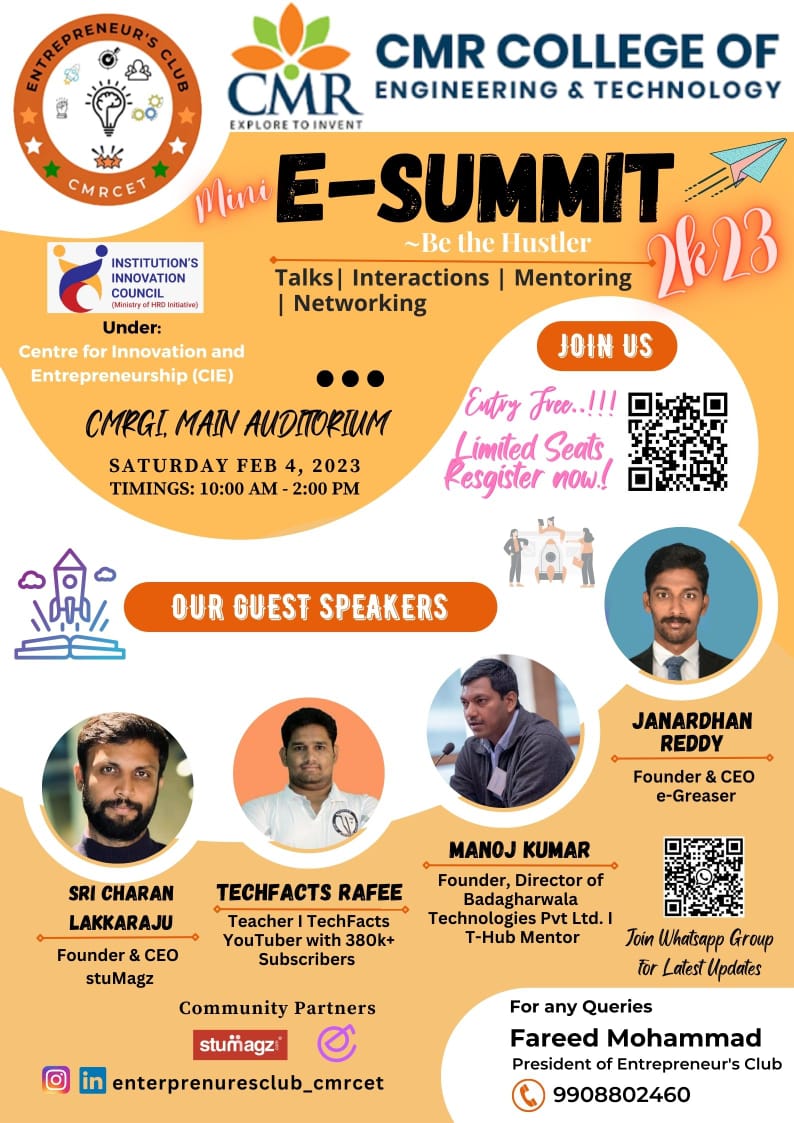 ENTREPRENEUR'S CLUB
CMRCET
CMR
EXPLORE TO INVENT
CMR COLLEGE OF
ENGINEERING & TECHNOLOGY
Mini
E-SUMMIT
2k23
~Be the Hustler
Talks| Interactions | Mentoring
| Networking
INSTITUTION'S
INNOVATION
COUNCIL
(Ministry of HRD Initiative)
Under:
Centre for Innovation and
Entrepreneurship (CIE)
CMRGI, MAIN AUDITORIUM
SATURDAY FEB 4, 2023
TIMINGS: 10:00 AM - 2:00 PM
JOIN US
Entry Free..!!!
Limited Seats
Resgister now.!
OUR GUEST SPEAKERS
JANARDHAN
REDDY
Founder & CEO
e-Greaser
MANOJ KUMAR
Founder, Director of
Badagharwala
Technologies Pvt Ltd. I
T-Hub Mentor
TECHFACTS RAFEE
Teacher I TechFacts
YouTuber with 380k+
Subscribers
SRI CHARAN
LAKKARAJU
Founder & CEO
stuMagz
Join Whatsapp Group
For Latest Updates
Community Partners
stumagz
in enterprenuresclub_cmrcet
For any Queries
Fareed Mohammad
President of Entrepreneur's Club
9908802460